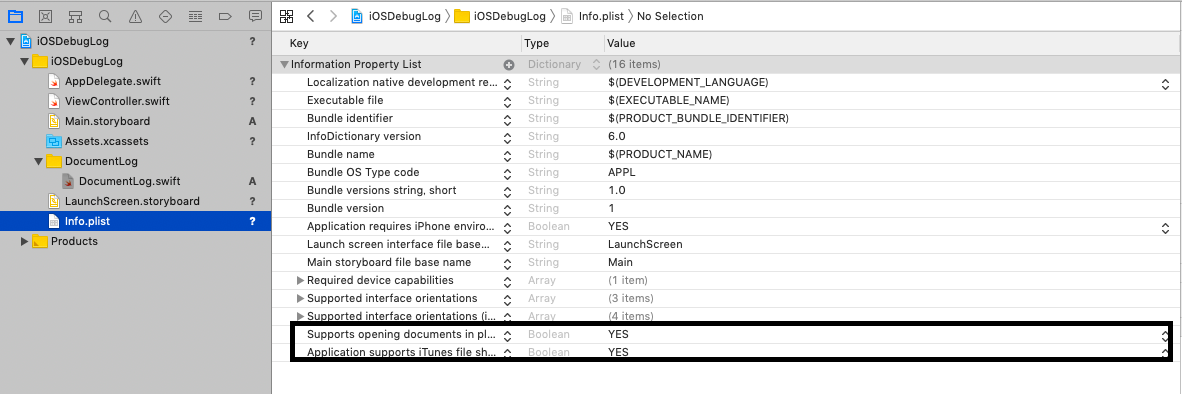 iOSDebugLog 〉 iOSDebugLog 〉 Info.plist 〉 No Selection
iOSDebugLog ?
iOSDebugLog
AppDelegate.swift ?
ViewController.swift ?
Main.storyboard A
Assets.xcassets ?
DocumentLog
DocumentLog.swift A
LaunchScreen.storyboard ?
Info.plist ?
Products
Key Type Value
Information Property List Dictionary (16 items)
Localization native development re... String $(DEVELOPMENT_LANGUAGE)
Executable file String $(EXECUTABLE_NAME)
Bundle identifier String $(PRODUCT_BUNDLE_IDENTIFIER)
InfoDictionary version String 6.0
Bundle name String $(PRODUCT_NAME)
Bundle OS Type code String APPL
Bundle versions string, short String 1.0
Bundle version String 1
Application requires iPhone enviro... Boolean YES
Launch screen interface file base... String LaunchScreen
Main storyboard file base name String Main
Required device capabilities Array (1 item)
Supported interface orientations Array (3 items)
Supported interface orientations (i... Array (4 items)
Supports opening documents in pl... Boolean YES
Application supports iTunes file sh... Boolean YES